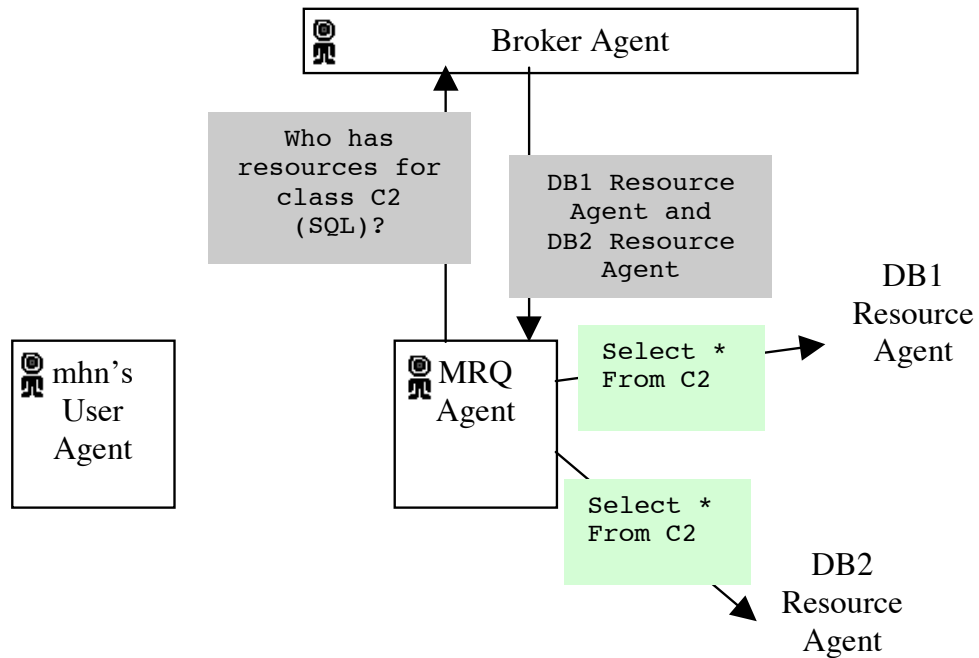 Broker Agent
Who has
resources for
class C2
(SQL)?
DB1 Resource
Agent and
DB2 Resource
Agent
DB1
Resource
Agent
mhn's
User
Agent
MRQ
Agent
Select *
From C2
Select *
From C2
DB2
Resource
Agent